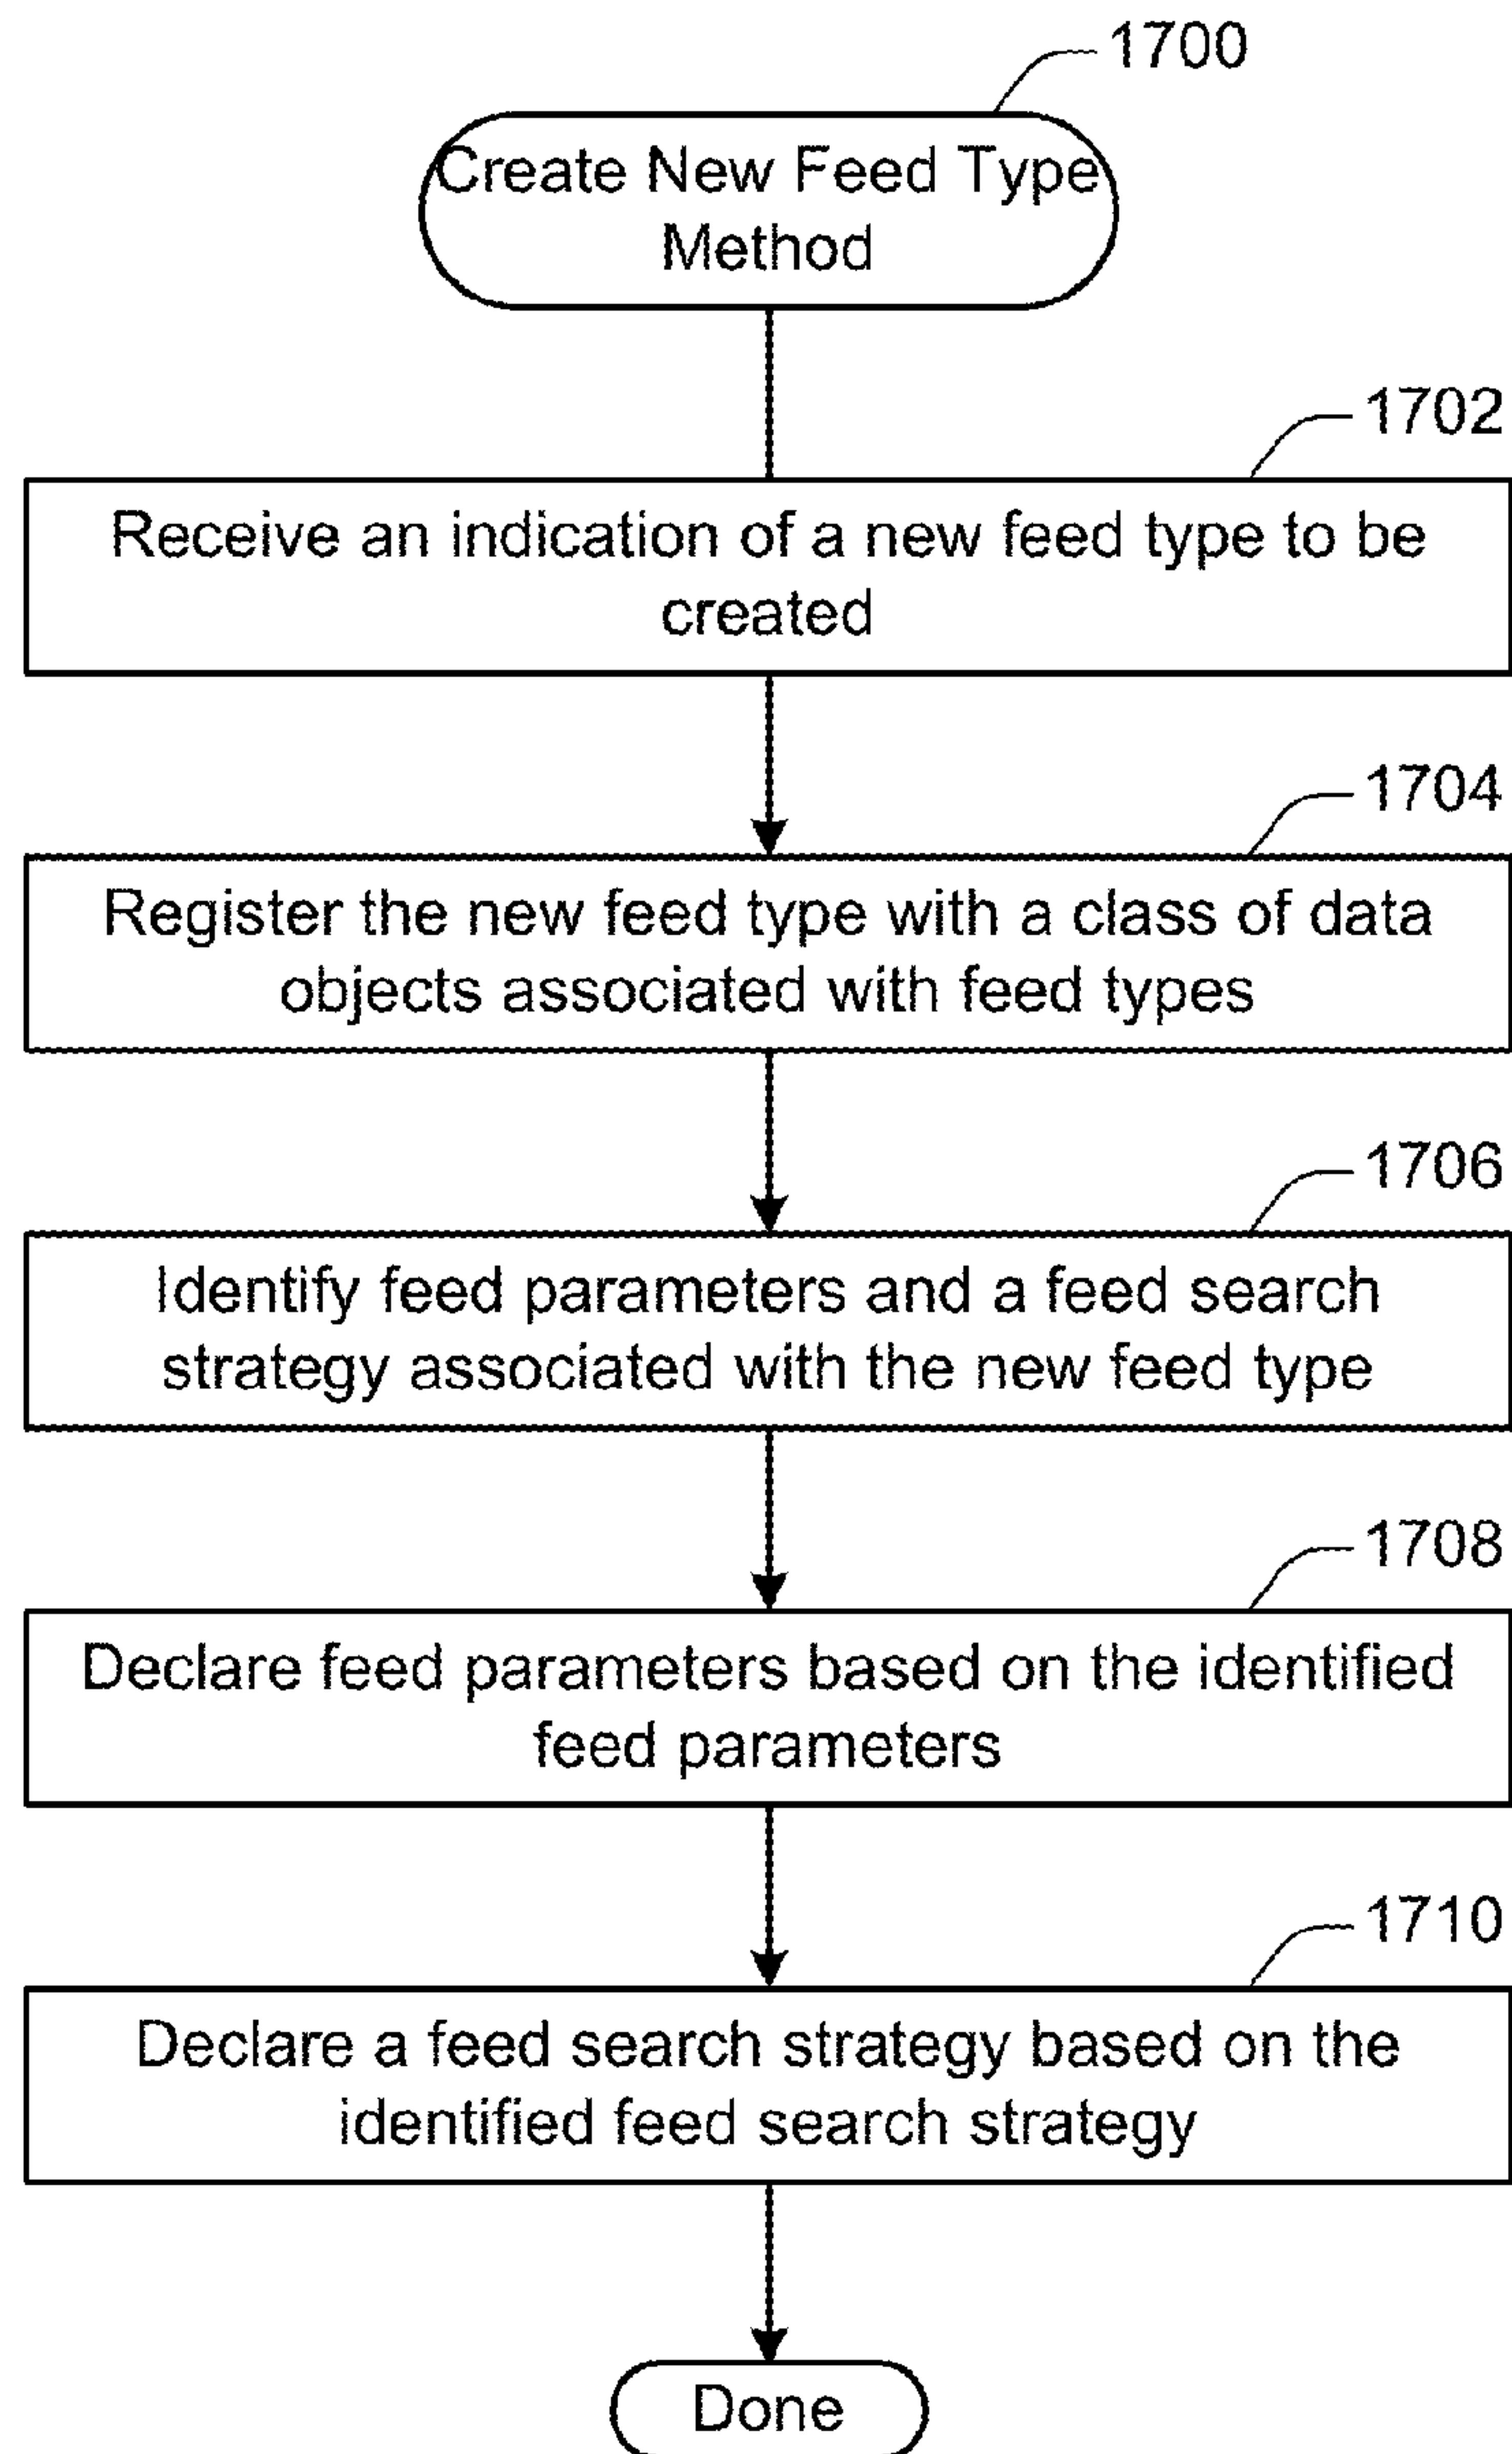 1700
Create New Feed Type
Method
1702
Receive an indication of a new feed type to be
created
1704
Register the new feed type with a class of data
objects associated with feed types
1706
Identify feed parameters and a feed search
strategy associated with the new feed type
1708
Declare feed parameters based on the identified
feed parameters
1710
Declare a feed search strategy based on the
identified feed search strategy
Done